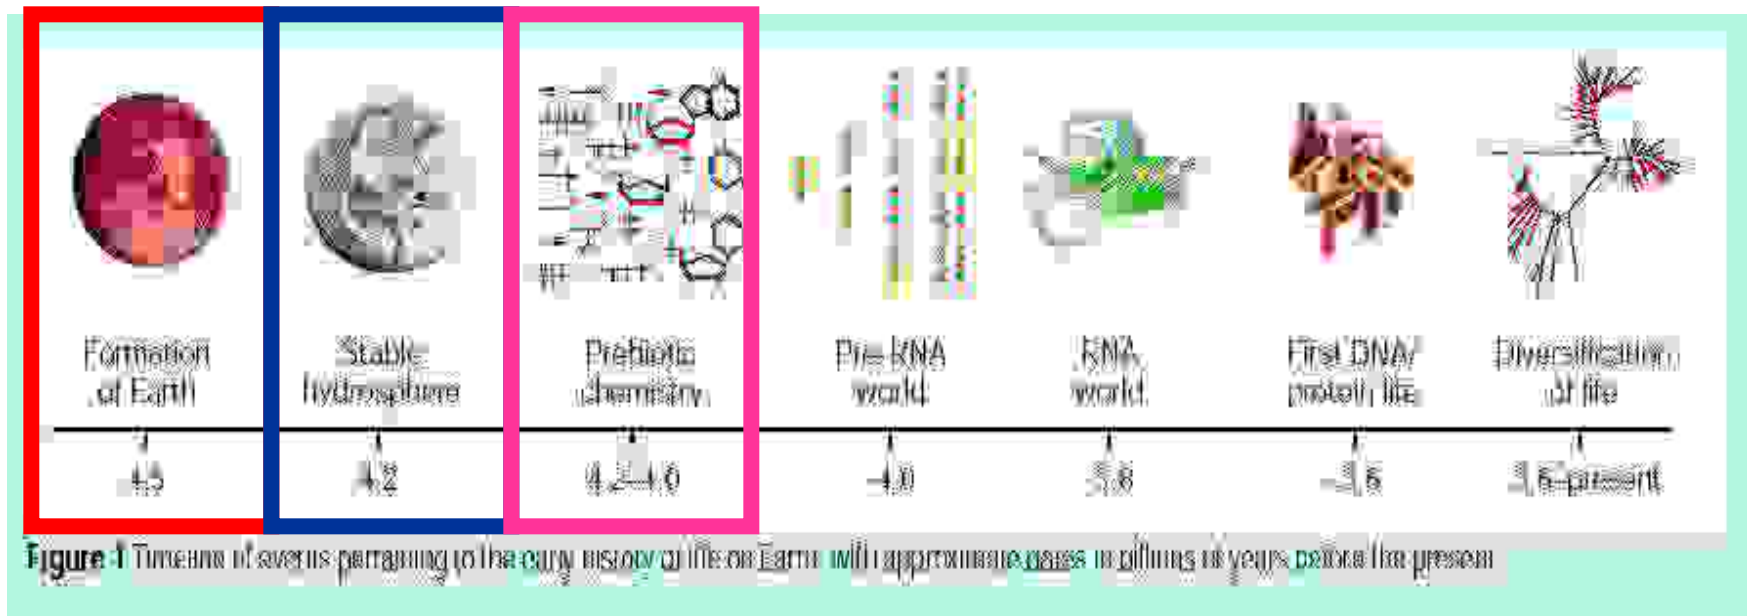 Formation of Earth
Stable hydrosphere
Prebiotic chemistry
Pre-RNA world
RNA world
First DNA/ protein life
Diversification of life
4.5
4.2
4.2–4.0
~4.0
~3.8
~3.6
3.6–present
Figure 1 Timeline of events pertaining to the early history of life on Earth, with approximate dates in billions of years before the present.